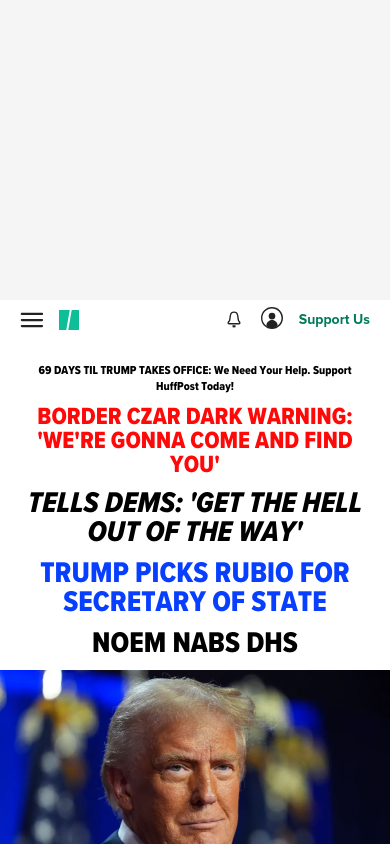 Support Us
69 DAYS TIL TRUMP TAKES OFFICE: We Need Your Help. Support
HuffPost Today!
BORDER CZAR DARK WARNING:
'WE'RE GONNA COME AND FIND
YOU'
TELLS DEMS: 'GET THE HELL
OUT OF THE WAY'
TRUMP PICKS RUBIO FOR
SECRETARY OF STATE
NOEM NABS DHS